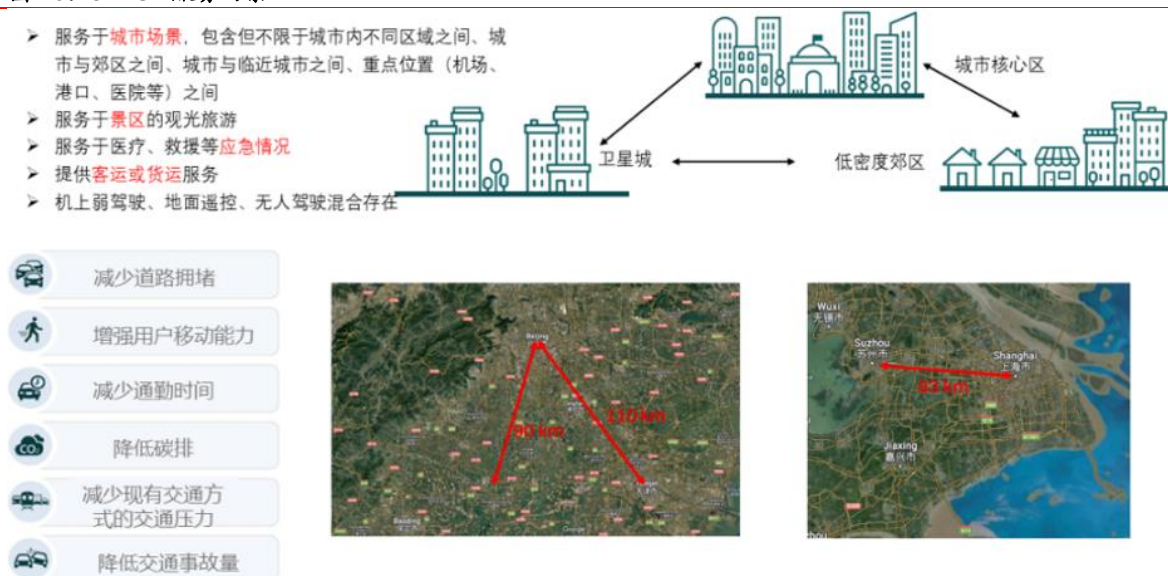 服务于城市场景，包含但不限于城市内不同区域之间、城
市与郊区之间、城市与临近城市之间、重点位置（机场、
港口、医院等）之间
服务于景区的观光旅游
服务于医疗、救援等应急情况
提供客运或货运服务
机上弱驾驶、地面遥控、无人驾驶混合存在
城市核心区
卫星城
低密度郊区
减少道路拥堵
增强用户移动能力
减少通勤时间
降低碳排
CO2
减少现有交通方
式的交通压力
降低交通事故量
Beijing
90 km
110 km
Baoding
Google
Wuxi
无锡市
Suzhou
苏州市
Shanghai
上海市
83 km
Jiaxing
嘉兴市